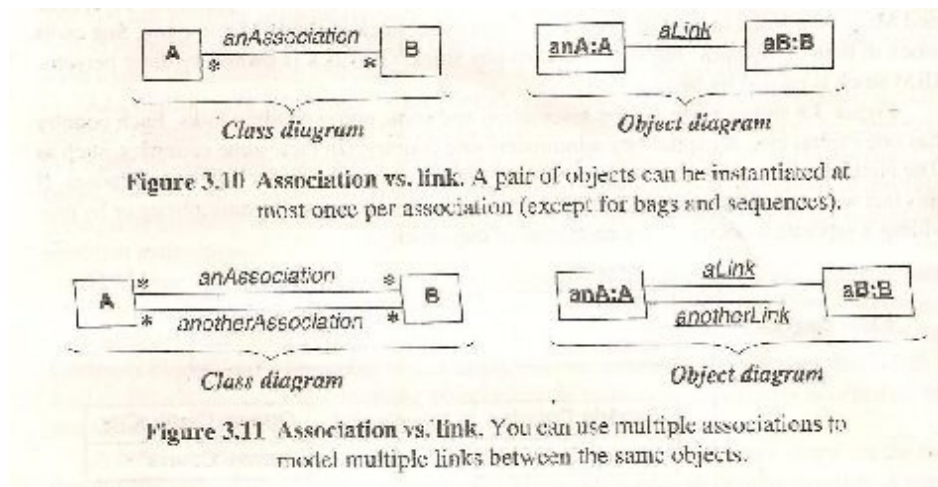 A anAssociation B
* *
anA:A aLink aB:B
Class diagram Object diagram
Figure 3.10 Association vs. link. A pair of objects can be instantiated at
most once per association (except for bags and sequences).
* anAssociation *
A B
* anotherAssociation *
aLink
anA:A aB:B
anotherLink
Class diagram Object diagram
Figure 3.11 Association vs. link. You can use multiple associations to
model multiple links between the same objects.